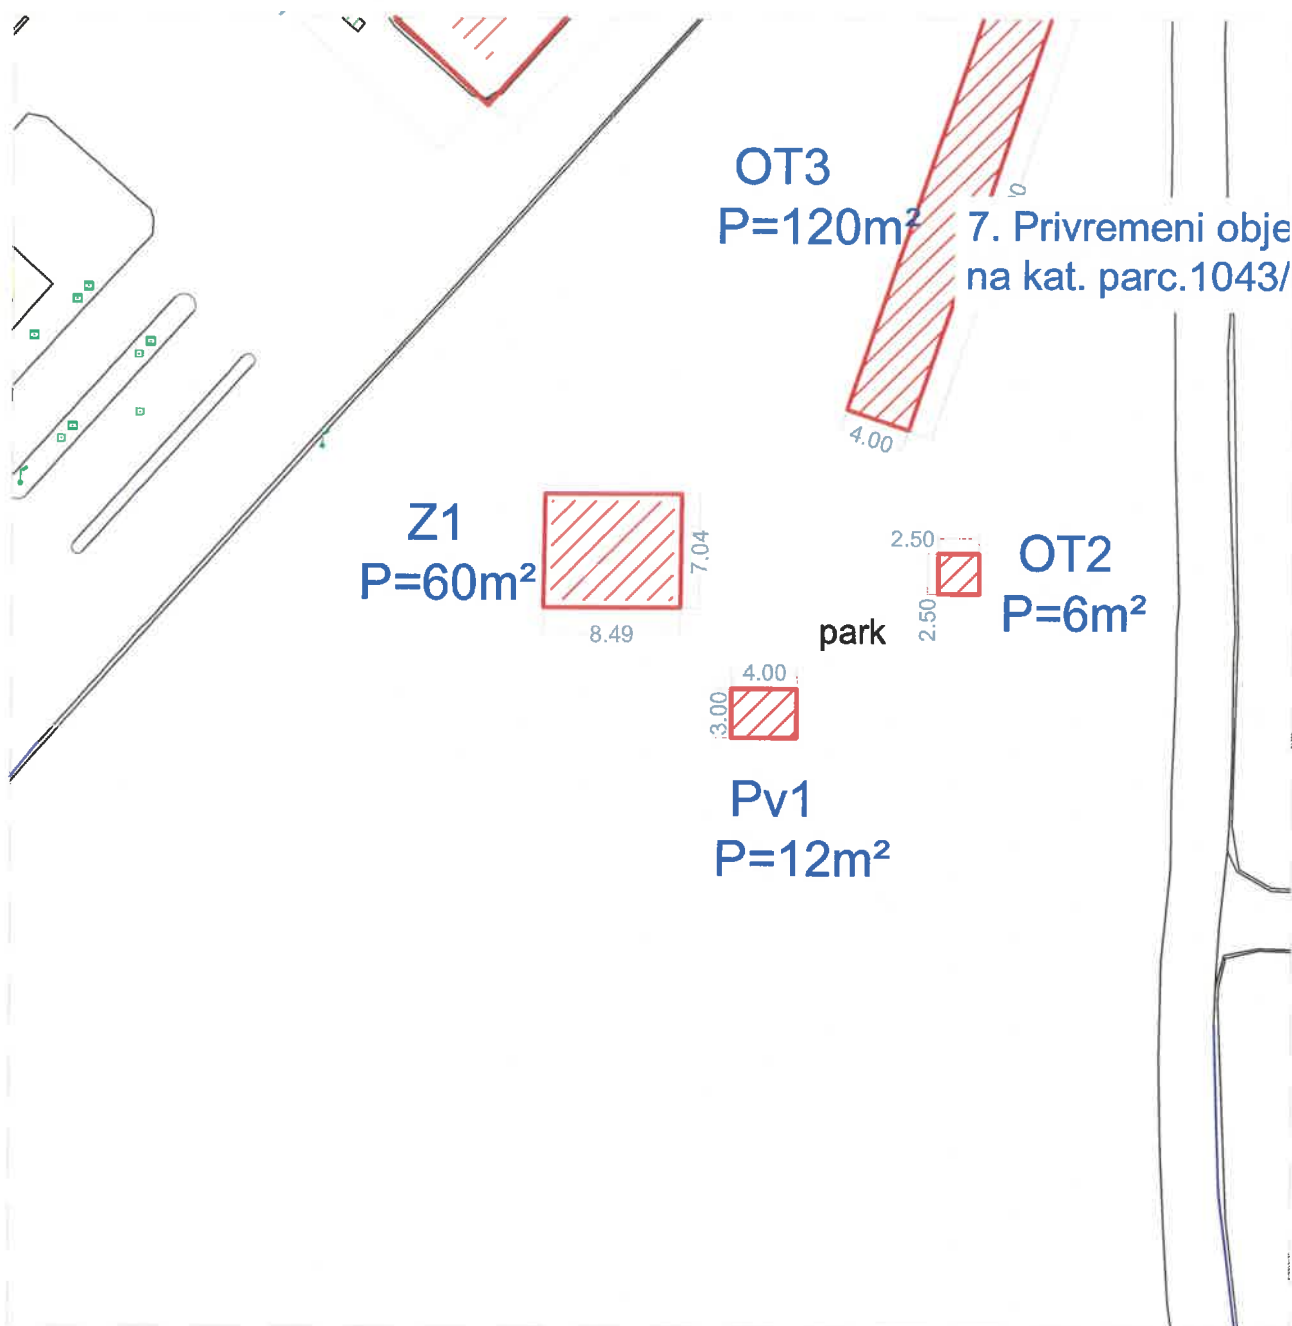 OT3
P=120m²
0
7. Privremeni obje
na kat. parc.1043/
4.00
Z1
P=60m²
7.04
8.49
2.50
2.50
OT2
P=6m²
park
4.00
3.00
Pv1
P=12m²